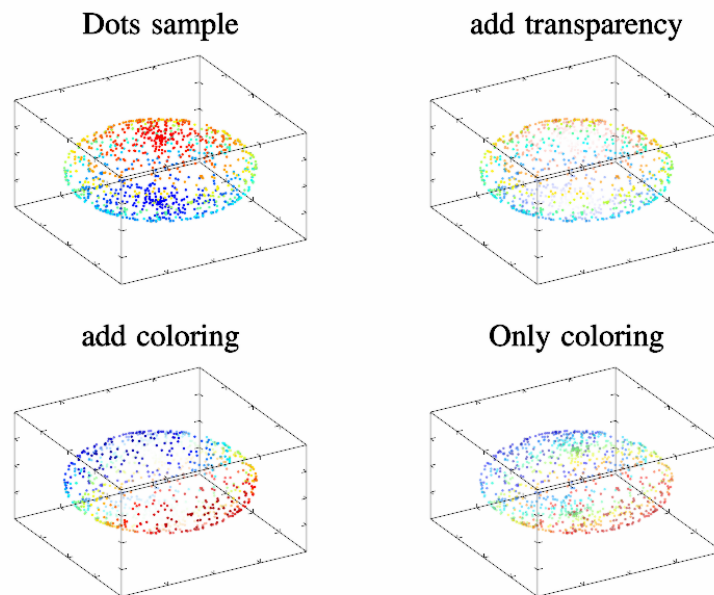 Dots sample
add transparency
add coloring
Only coloring